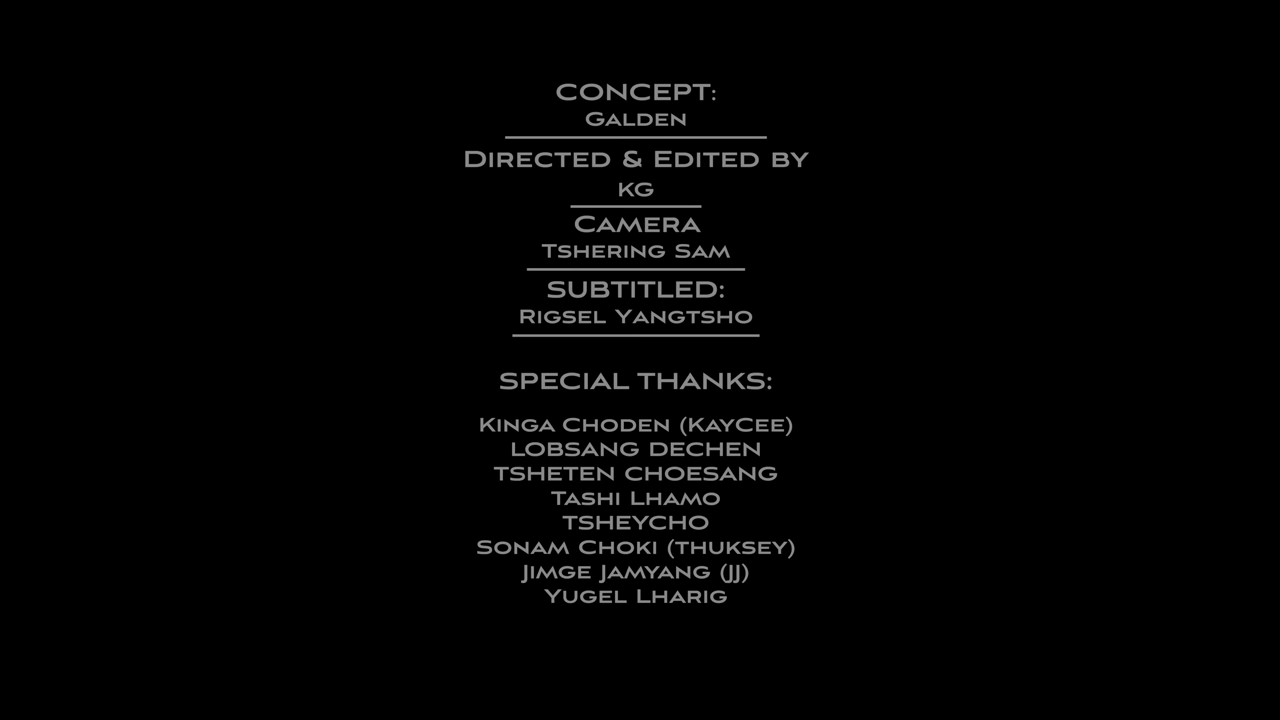 CONCEPT:
Galden
Directed & Edited by
KG
Camera
Tshering Sam
SUBTITLED:
Rigsel Yangtsho
SPECIAL THANKS:
Kinga Choden (KayCee)
LOBSANG DECHEN
TSHETEN CHOESANG
Tashi Lhamo
TSHEYCHO
Sonam Choki (thuksey)
Jimge Jamyang (JJ)
Yugel Lharig